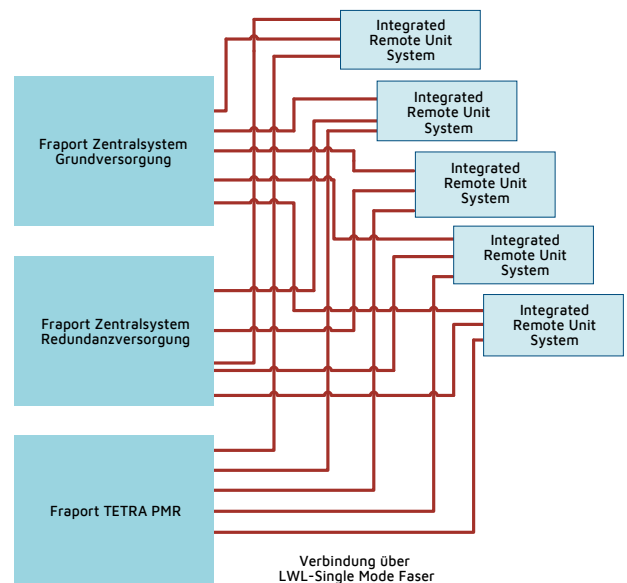 Integrated
Remote Unit
System
Integrated
Remote Unit
System
Fraport Zentralsystem
Grundversorgung
Integrated
Remote Unit
System
Integrated
Remote Unit
System
Fraport Zentralsystem
Redundanzversorgung
Integrated
Remote Unit
System
Fraport TETRA PMR
Verbindung über
LWL-Single Mode Faser